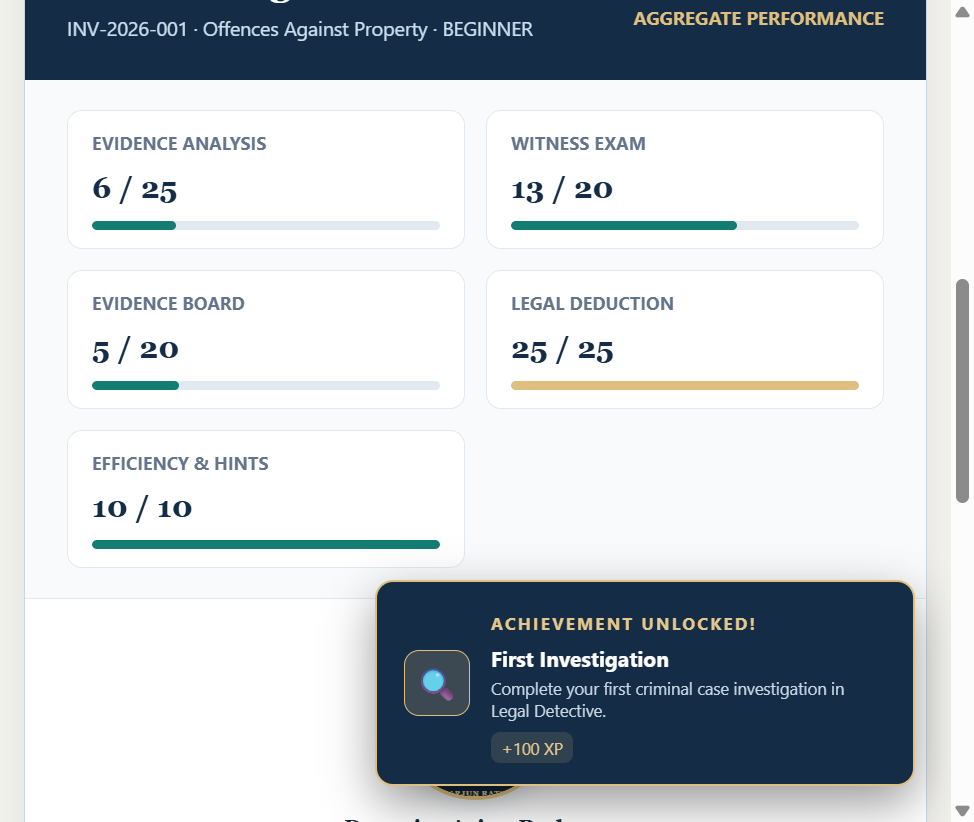 INV-2026-001 · Offences Against Property · BEGINNER
AGGREGATE PERFORMANCE
EVIDENCE ANALYSIS
6 / 25
WITNESS EXAM
13 / 20
EVIDENCE BOARD
5 / 20
LEGAL DEDUCTION
25 / 25
EFFICIENCY & HINTS
10 / 10
ACHIEVEMENT UNLOCKED!
First Investigation
Complete your first criminal case investigation in
Legal Detective.
+100 XP